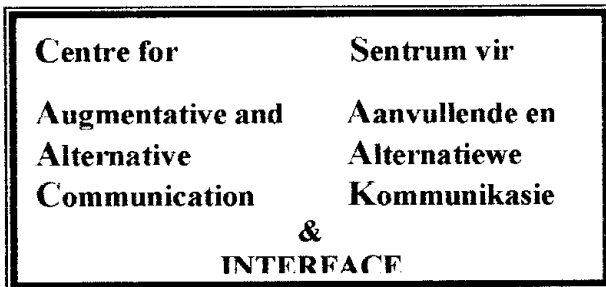 Centre for Sentrum vir
Augmentative and Aanvullende en
Alternative Alternatiewe
Communication Kommunikasie
&
INTERFACE